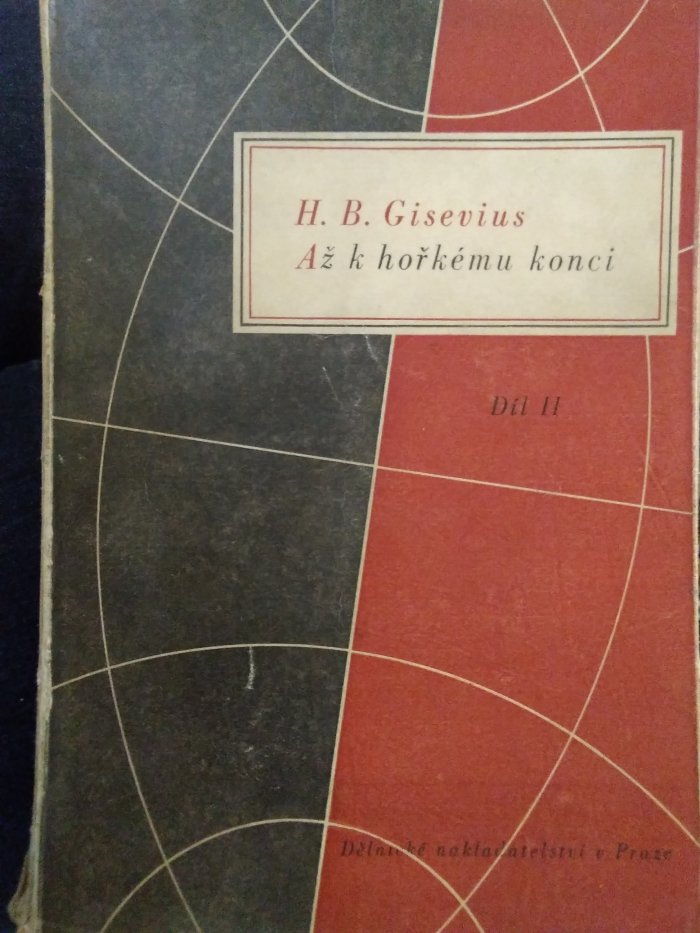 H. B. Gisevius
Až k hořkému konci
Díl II
Dělnické nakladatelství v Praze